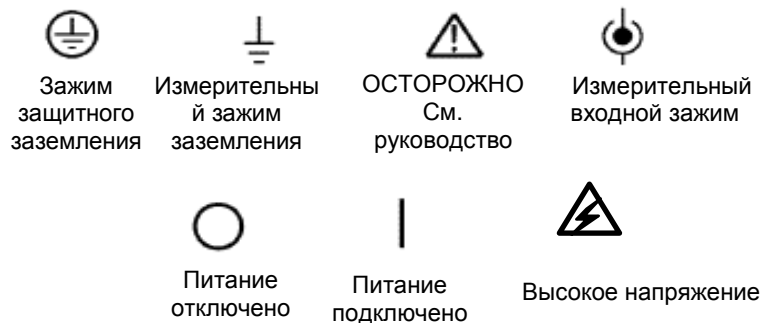 Зажим
защитного
заземления
Измерительны
й зажим
заземления
ОСТОРОЖНО
См.
руководство
Измерительный
входной зажим
Питание
отключено
Питание
подключено
Высокое напряжение